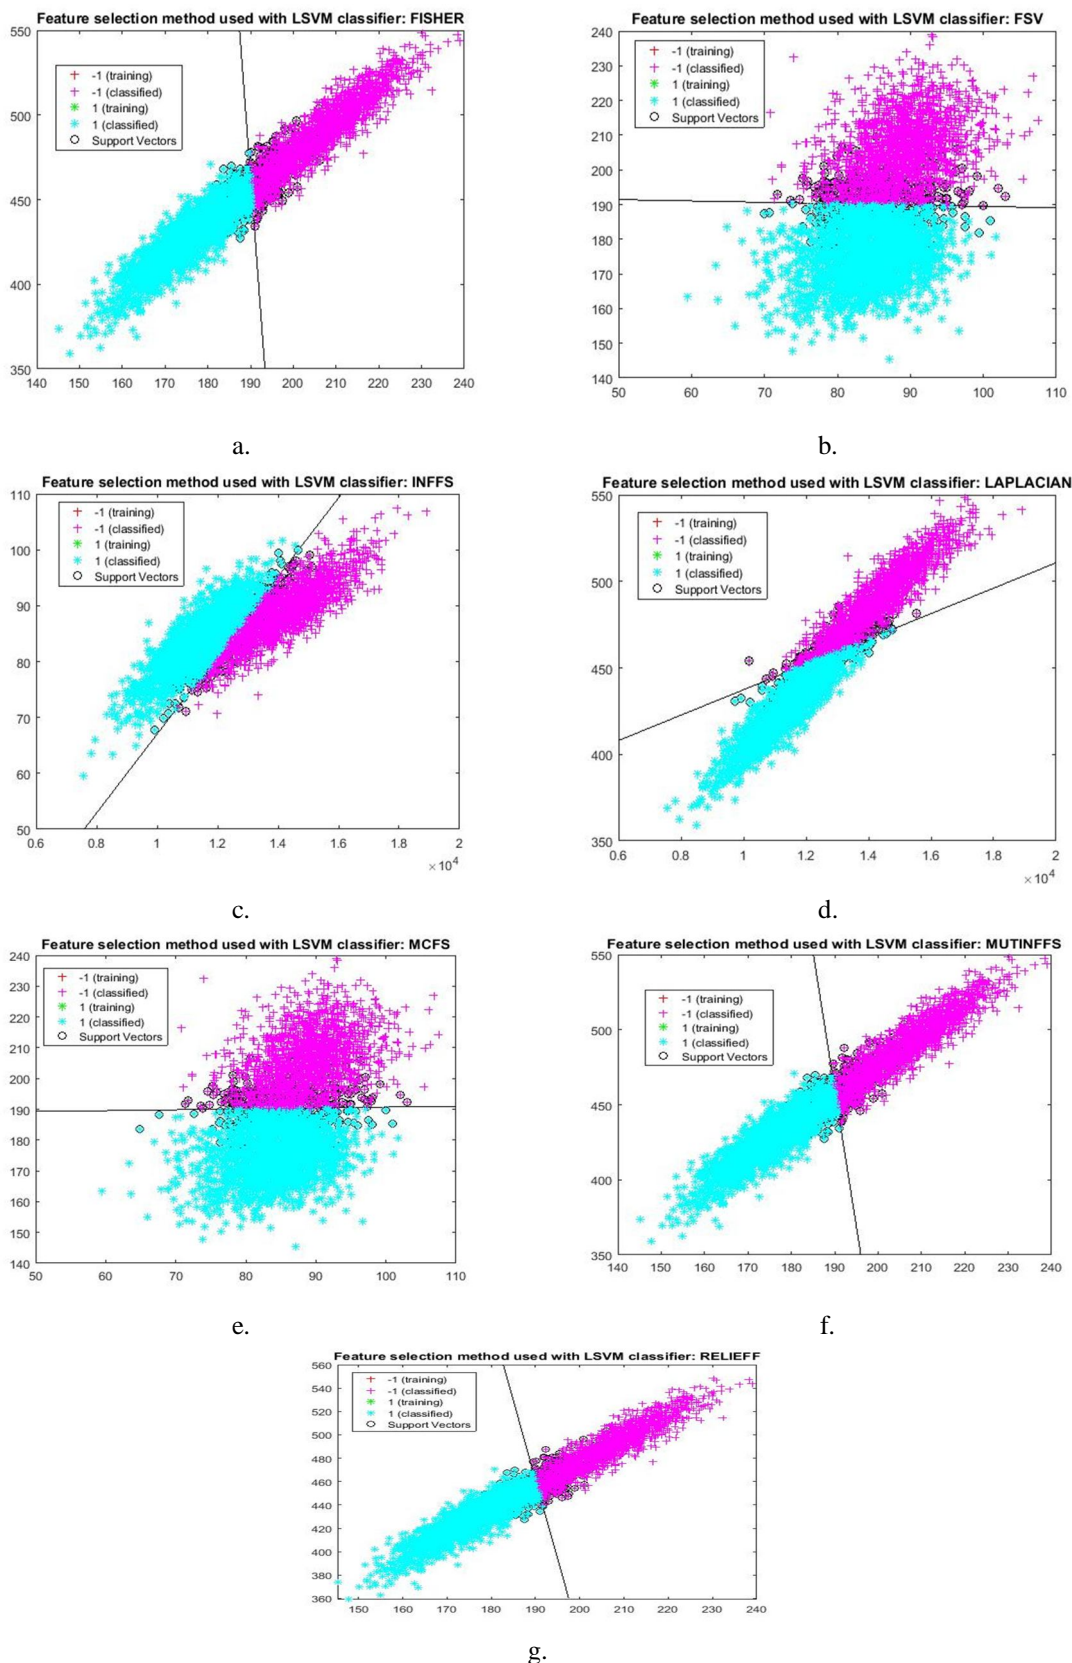 Feature selection method used with LSVM classifier: FISHER
550
500
450
400
350
-1 (training)
-1 (classified)
1 (training)
1 (classified)
Support Vectors
140 150 160 170 180 190 200 210 220 230 240
a.
Feature selection method used with LSVM classifier: FSV
240
230
220
210
200
190
180
170
160
150
140
-1 (training)
-1 (classified)
1 (training)
1 (classified)
Support Vectors
50 60 70 80 90 100 110
b.
Feature selection method used with LSVM classifier: INFFS
110
100
90
80
70
60
50
-1 (training)
-1 (classified)
1 (training)
1 (classified)
Support Vectors
0.6 0.8 1 1.2 1.4 1.6 1.8 2
×10^4
c.
Feature selection method used with LSVM classifier: LAPLACIAN
550
500
450
400
350
-1 (training)
-1 (classified)
1 (training)
1 (classified)
Support Vectors
0.6 0.8 1 1.2 1.4 1.6 1.8 2
×10^4
d.
Feature selection method used with LSVM classifier: MCFS
240
230
220
210
200
190
180
170
160
150
140
-1 (training)
-1 (classified)
1 (training)
1 (classified)
Support Vectors
50 60 70 80 90 100 110
e.
Feature selection method used with LSVM classifier: MUTINFFS
550
500
450
400
350
-1 (training)
-1 (classified)
1 (training)
1 (classified)
Support Vectors
140 150 160 170 180 190 200 210 220 230 240
f.
Feature selection method used with LSVM classifier: RELIEFF
560
540
520
500
480
460
440
420
400
380
360
-1 (training)
-1 (classified)
1 (training)
1 (classified)
Support Vectors
150 160 170 180 190 200 210 220 230 240
g.